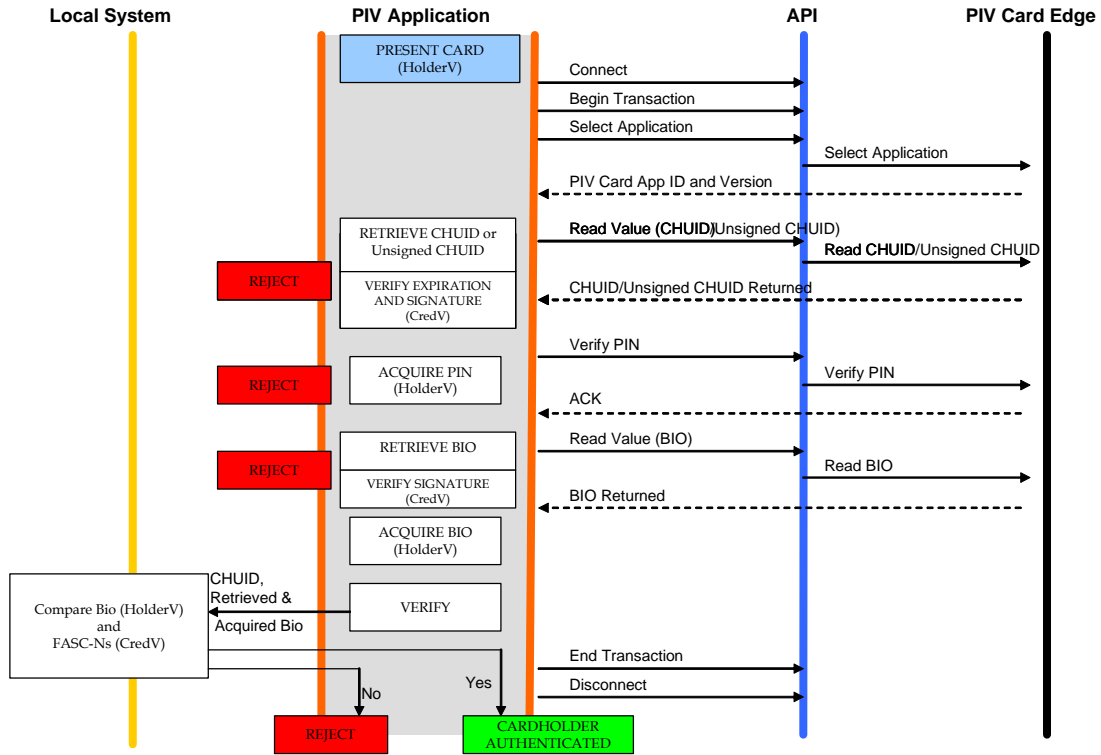 Local System
PIV Application
API
PIV Card Edge
PRESENT CARD
(HolderV)
Connect
Begin Transaction
Select Application
Select Application
PIV Card App ID and Version
RETRIEVE CHUID or
Unsigned CHUID
Read Value (CHUID/Unsigned CHUID)
Read CHUID/Unsigned CHUID
REJECT
VERIFY EXPIRATION
AND SIGNATURE
(CredV)
CHUID/Unsigned CHUID Returned
Verify PIN
REJECT
ACQUIRE PIN
(HolderV)
Verify PIN
ACK
RETRIEVE BIO
Read Value (BIO)
REJECT
Read BIO
VERIFY SIGNATURE
(CredV)
BIO Returned
ACQUIRE BIO
(HolderV)
CHUID,
Retrieved &
Acquired Bio
VERIFY
Compare Bio (HolderV)
and
FASC-Ns (CredV)
End Transaction
Disconnect
No
Yes
REJECT
CARDHOLDER
AUTHENTICATED